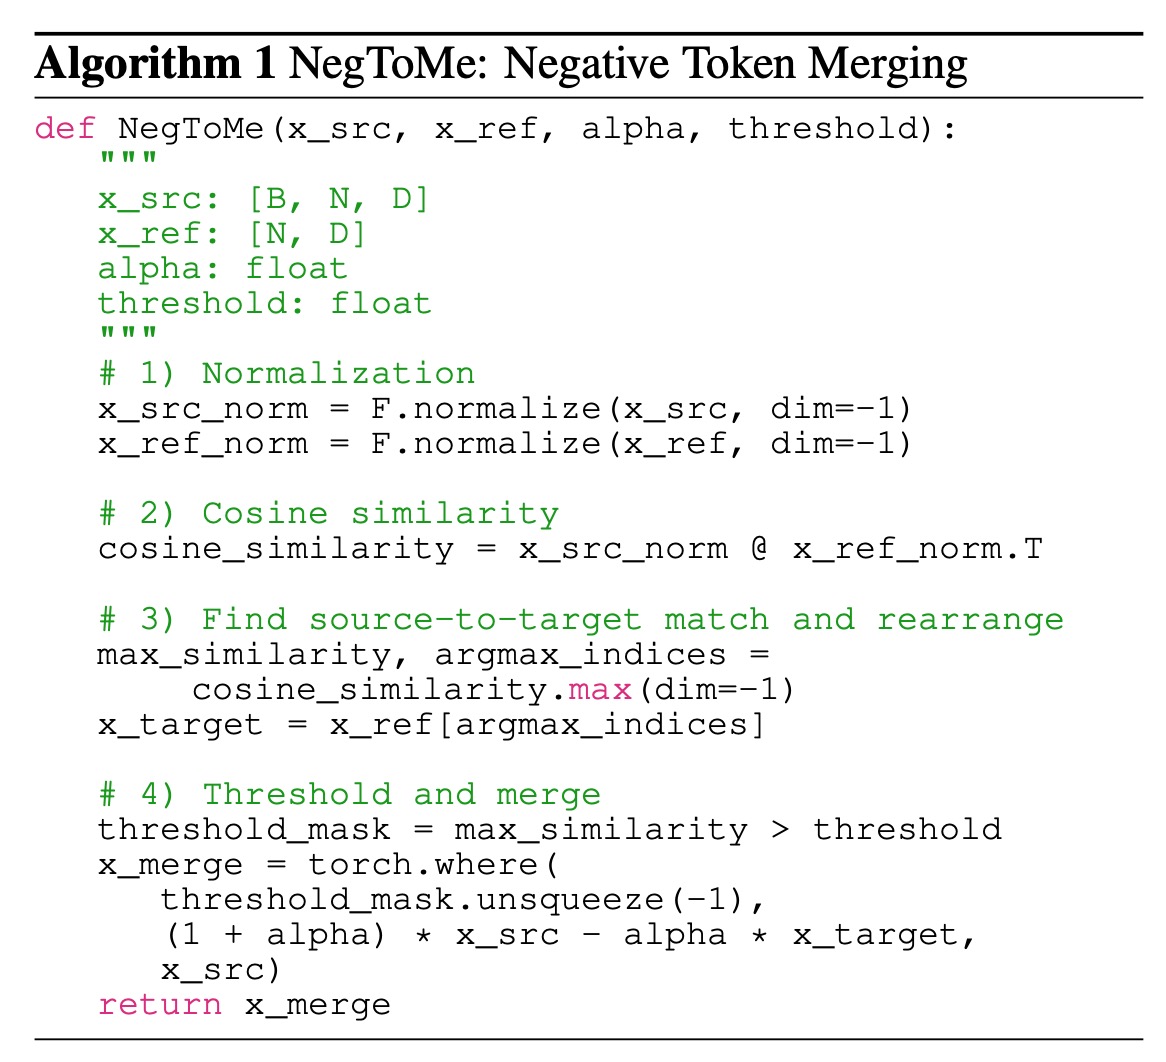 Algorithm 1 NegToMe: Negative Token Merging
def NegToMe(x_src, x_ref, alpha, threshold):
    """
    x_src: [B, N, D]
    x_ref: [N, D]
    alpha: float
    threshold: float
    """
    # 1) Normalization
    x_src_norm = F.normalize(x_src, dim=-1)
    x_ref_norm = F.normalize(x_ref, dim=-1)
    # 2) Cosine similarity
    cosine_similarity = x_src_norm @ x_ref_norm.T
    # 3) Find source-to-target match and rearrange
    max_similarity, argmax_indices =
        cosine_similarity.max(dim=-1)
    x_target = x_ref[argmax_indices]
    # 4) Threshold and merge
    threshold_mask = max_similarity > threshold
    x_merge = torch.where(
       threshold_mask.unsqueeze(-1),
       (1 + alpha) * x_src - alpha * x_target,
       x_src)
    return x_merge